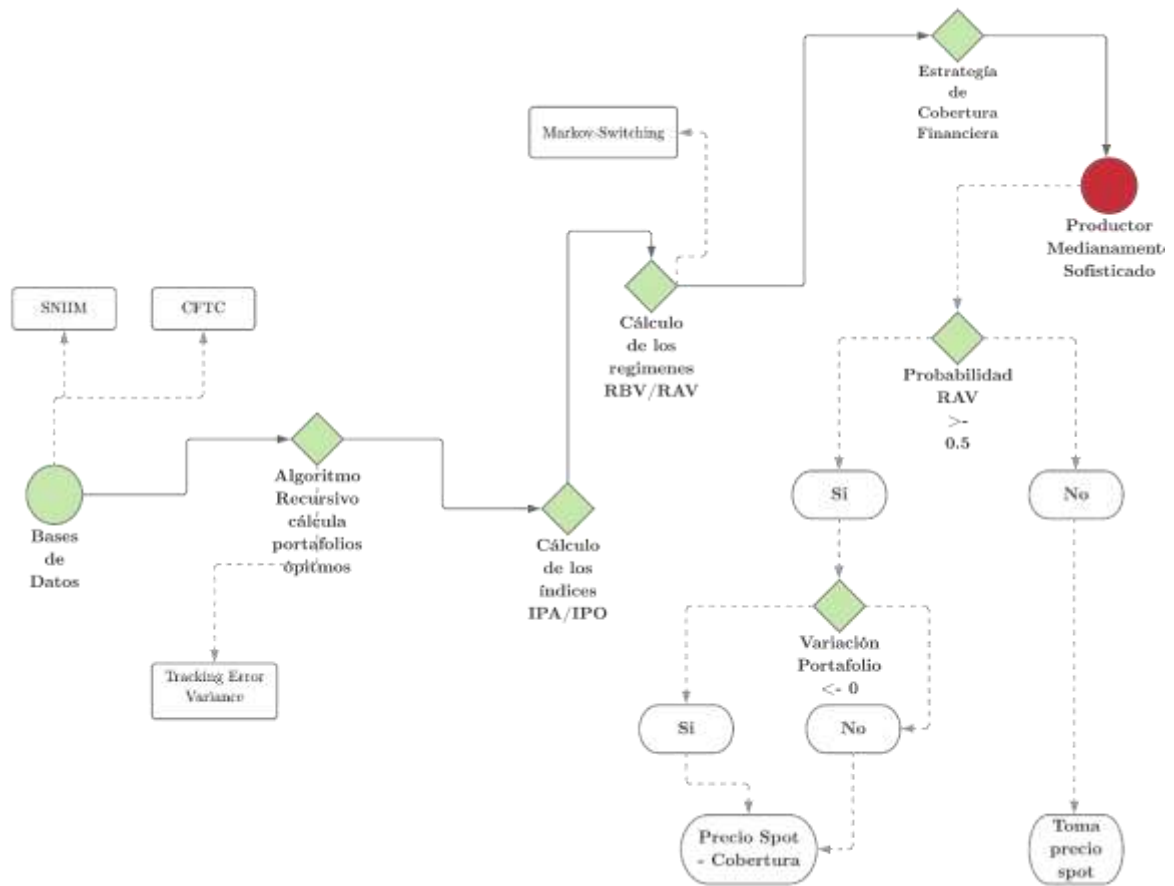 Estrategía
de
Cobertura
Financiera
Markov-Switching
Productor
Medianamente
Sofisticado
SNIIM
CFTC
Cálculo
de los
regimenes
RBV/RAV
Probabilidad
RAV
>-
0.5
Algoritmo
Recursivo
cálcula
portafolios
ópitmos
Si
No
Bases
de
Datos
Cálculo
de los
índices
IPA/IPO
Variación
Portafolio
<- 0
Tracking Error
Variance
Si
No
Precio Spot
- Cobertura
Toma
precio
spot